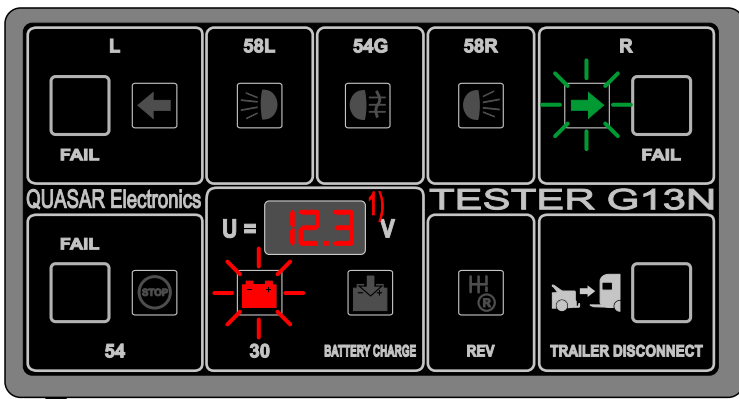 L 58L 54G 58R R
FAIL FAIL
QUASAR Electronics TESTER G13N
FAIL U = 12.3 1) V
STOP R
54 30 BATTERY CHARGE REV TRAILER DISCONNECT